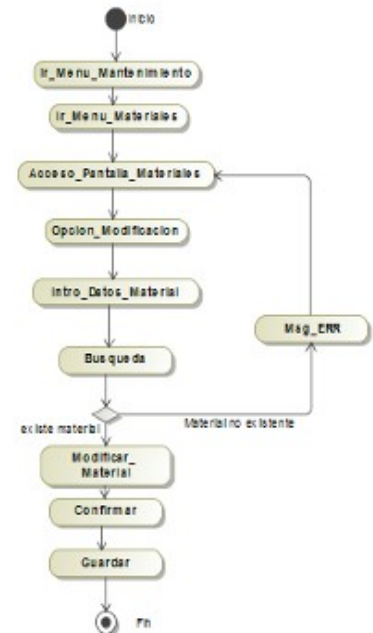 Inicio
Ir_Menu_Mantenimiento
Ir_Menu_Materiales
Acceso_Pantalla_Materiales
Opcion_Modificacion
Intro_Datos_Material
Msg_ERR
Busqueda
existe material
Material no existente
Modificar_
Material
Confirmar
Guardar
Fin